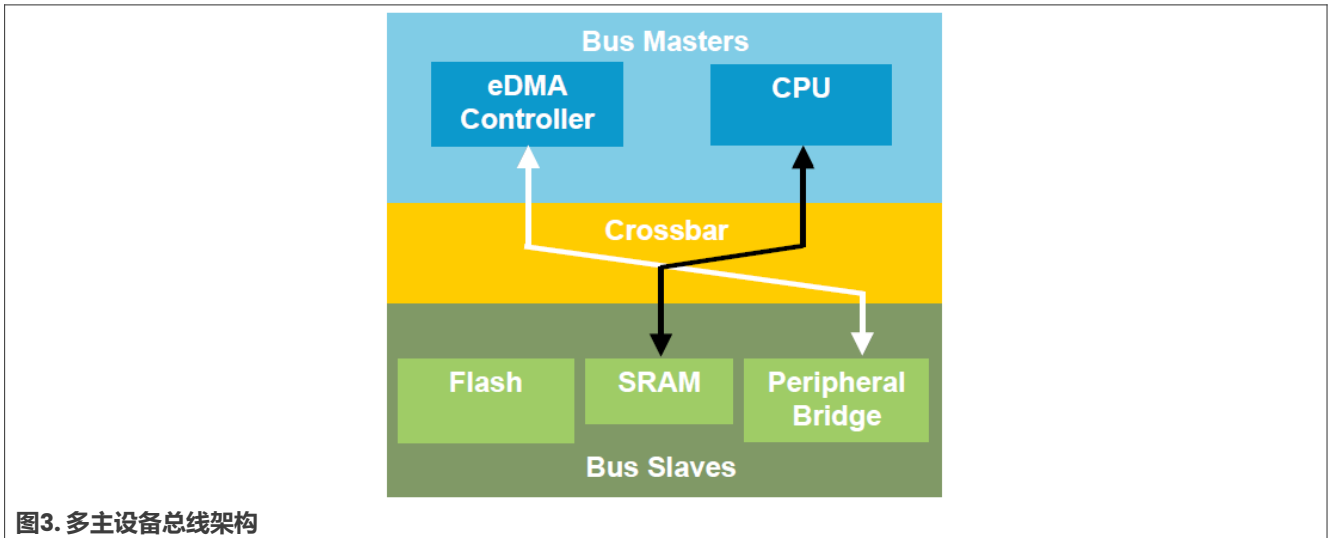 Bus Masters
eDMA
Controller
CPU
Crossbar
Flash
SRAM
Peripheral
Bridge
Bus Slaves
图3. 多主设备总线架构